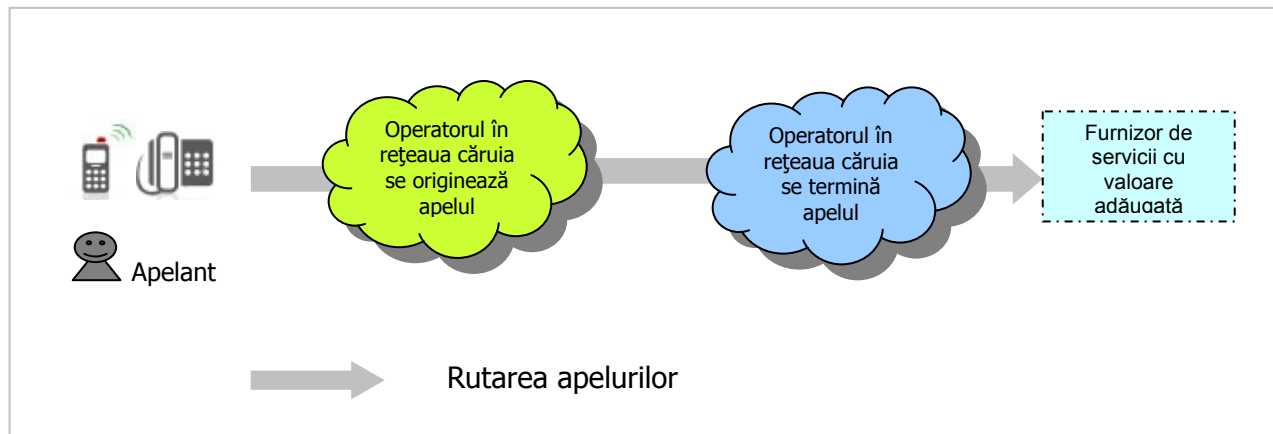 Operatorul în
reţeaua căruia
se originează
apelul
Operatorul în
reţeaua căruia
se termină
apelul
Furnizor de
servicii cu
valoare
adăugată
Apelant
Rutarea apelurilor